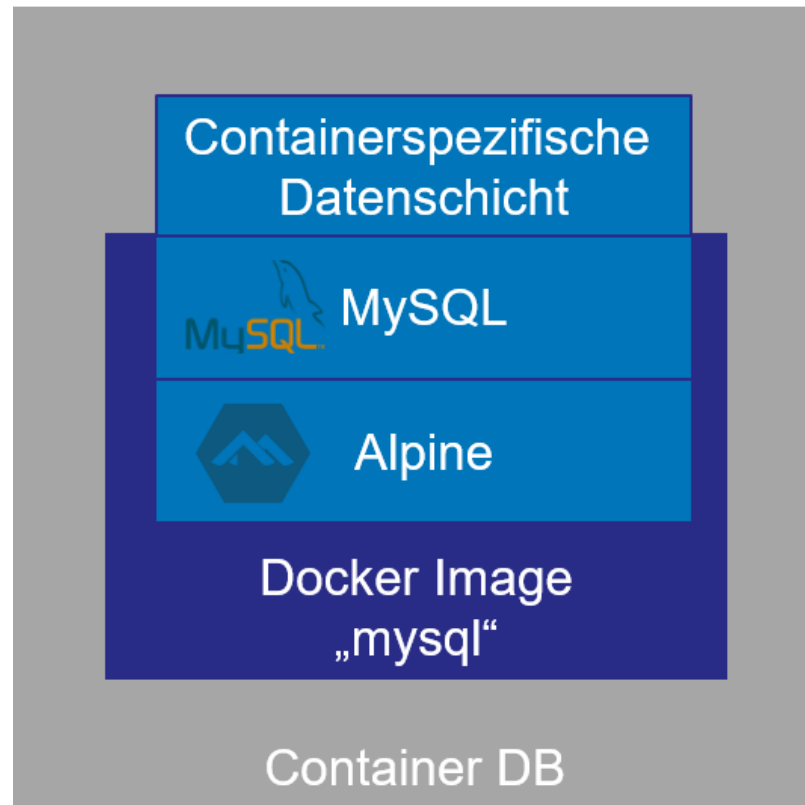 Containerspezifische
Datenschicht
MySQL MySQL
Alpine
Docker Image
„mysql“
Container DB